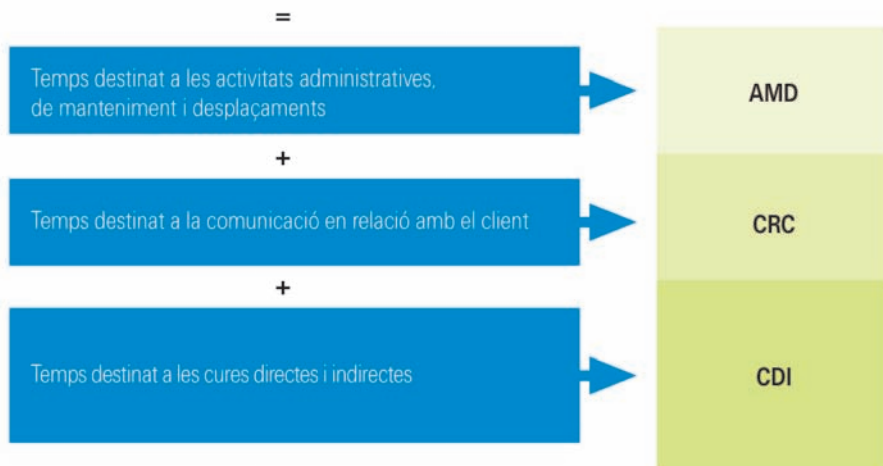 =
Temps destinat a les activitats administratives,
de manteniment i desplaçaments
AMD
+
Temps destinat a la comunicació en relació amb el client
CRC
+
Temps destinat a les cures directes i indirectes
CDI